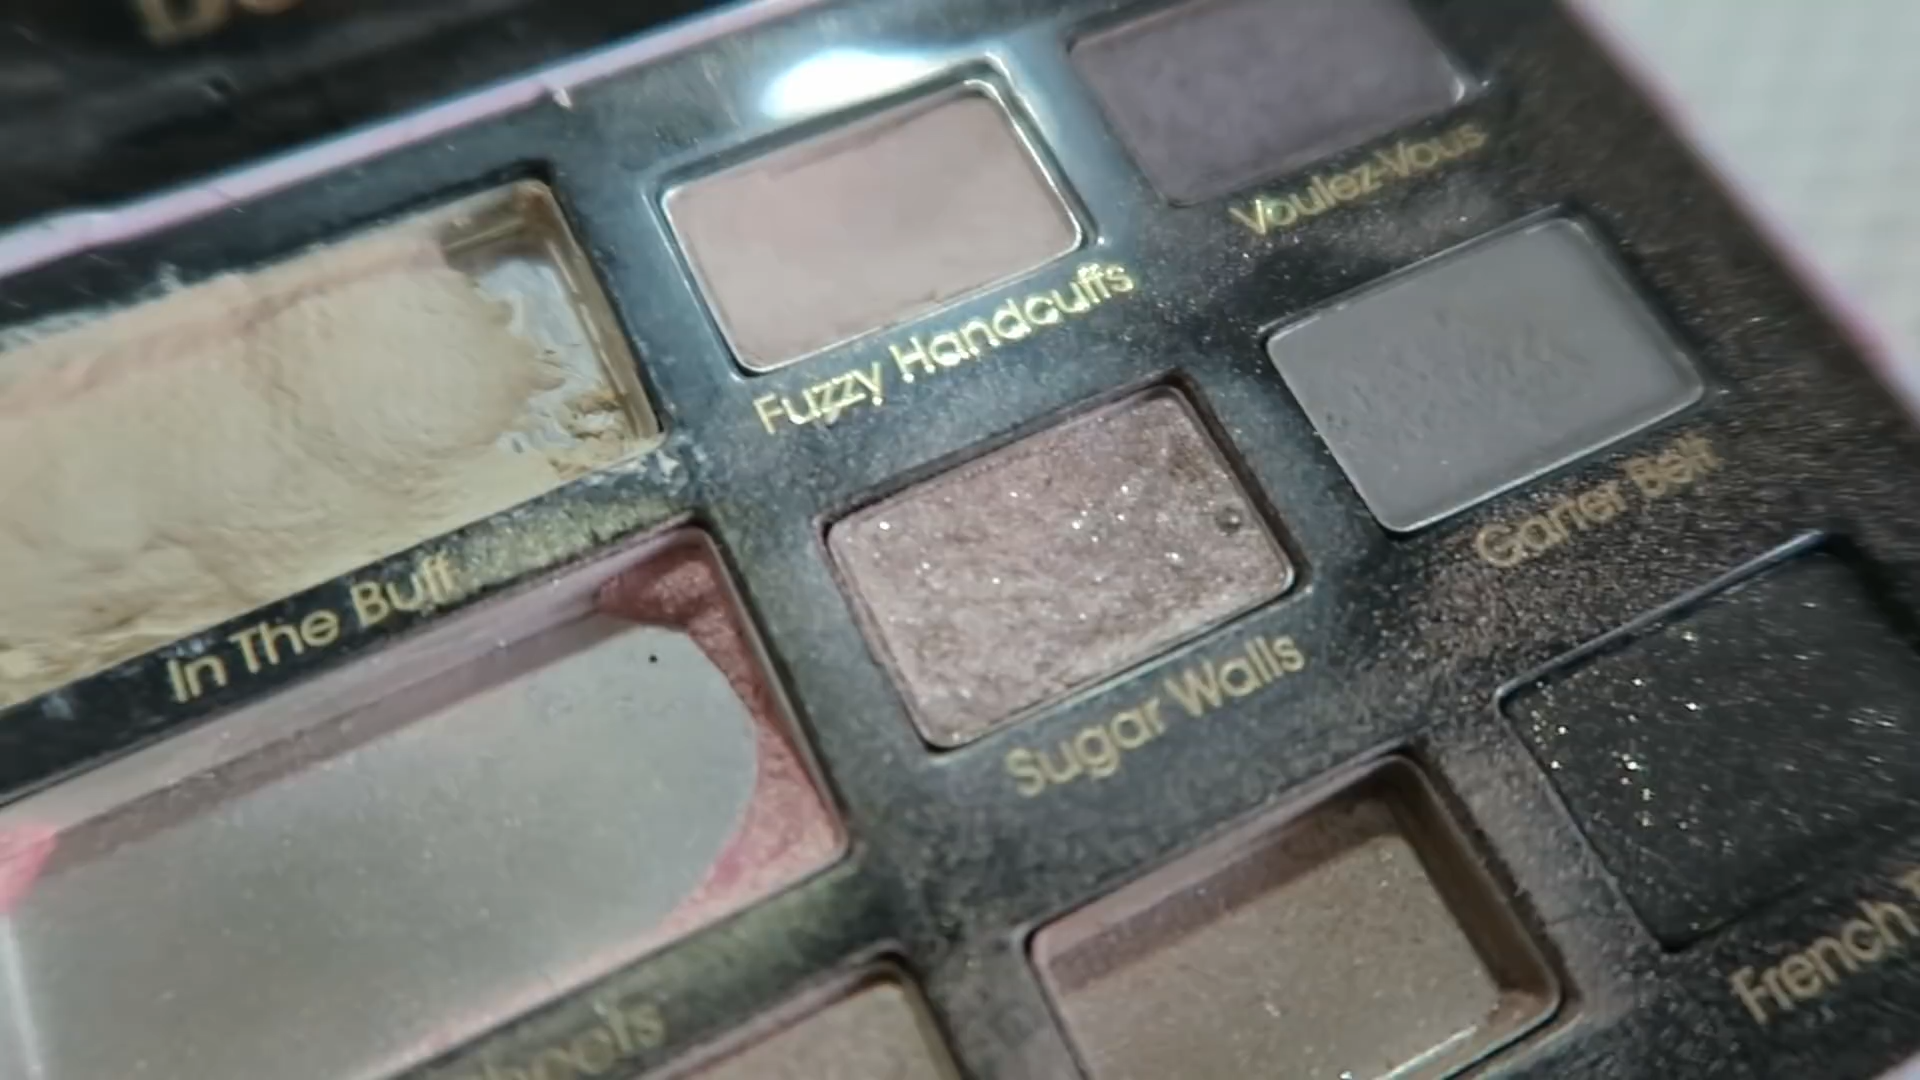 Voulez-Vous
Fuzzy Handcuffs
Garter Belt
In The Buff
Sugar Walls
French